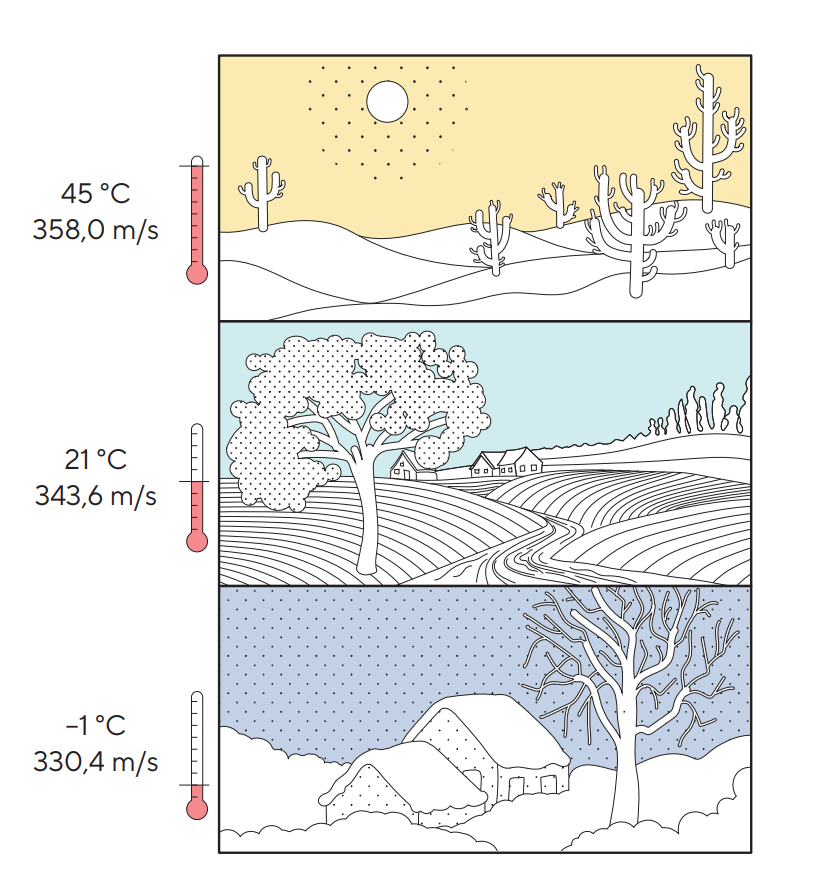 45 °C
358,0 m/s
21 °C
343,6 m/s
–1 °C
330,4 m/s